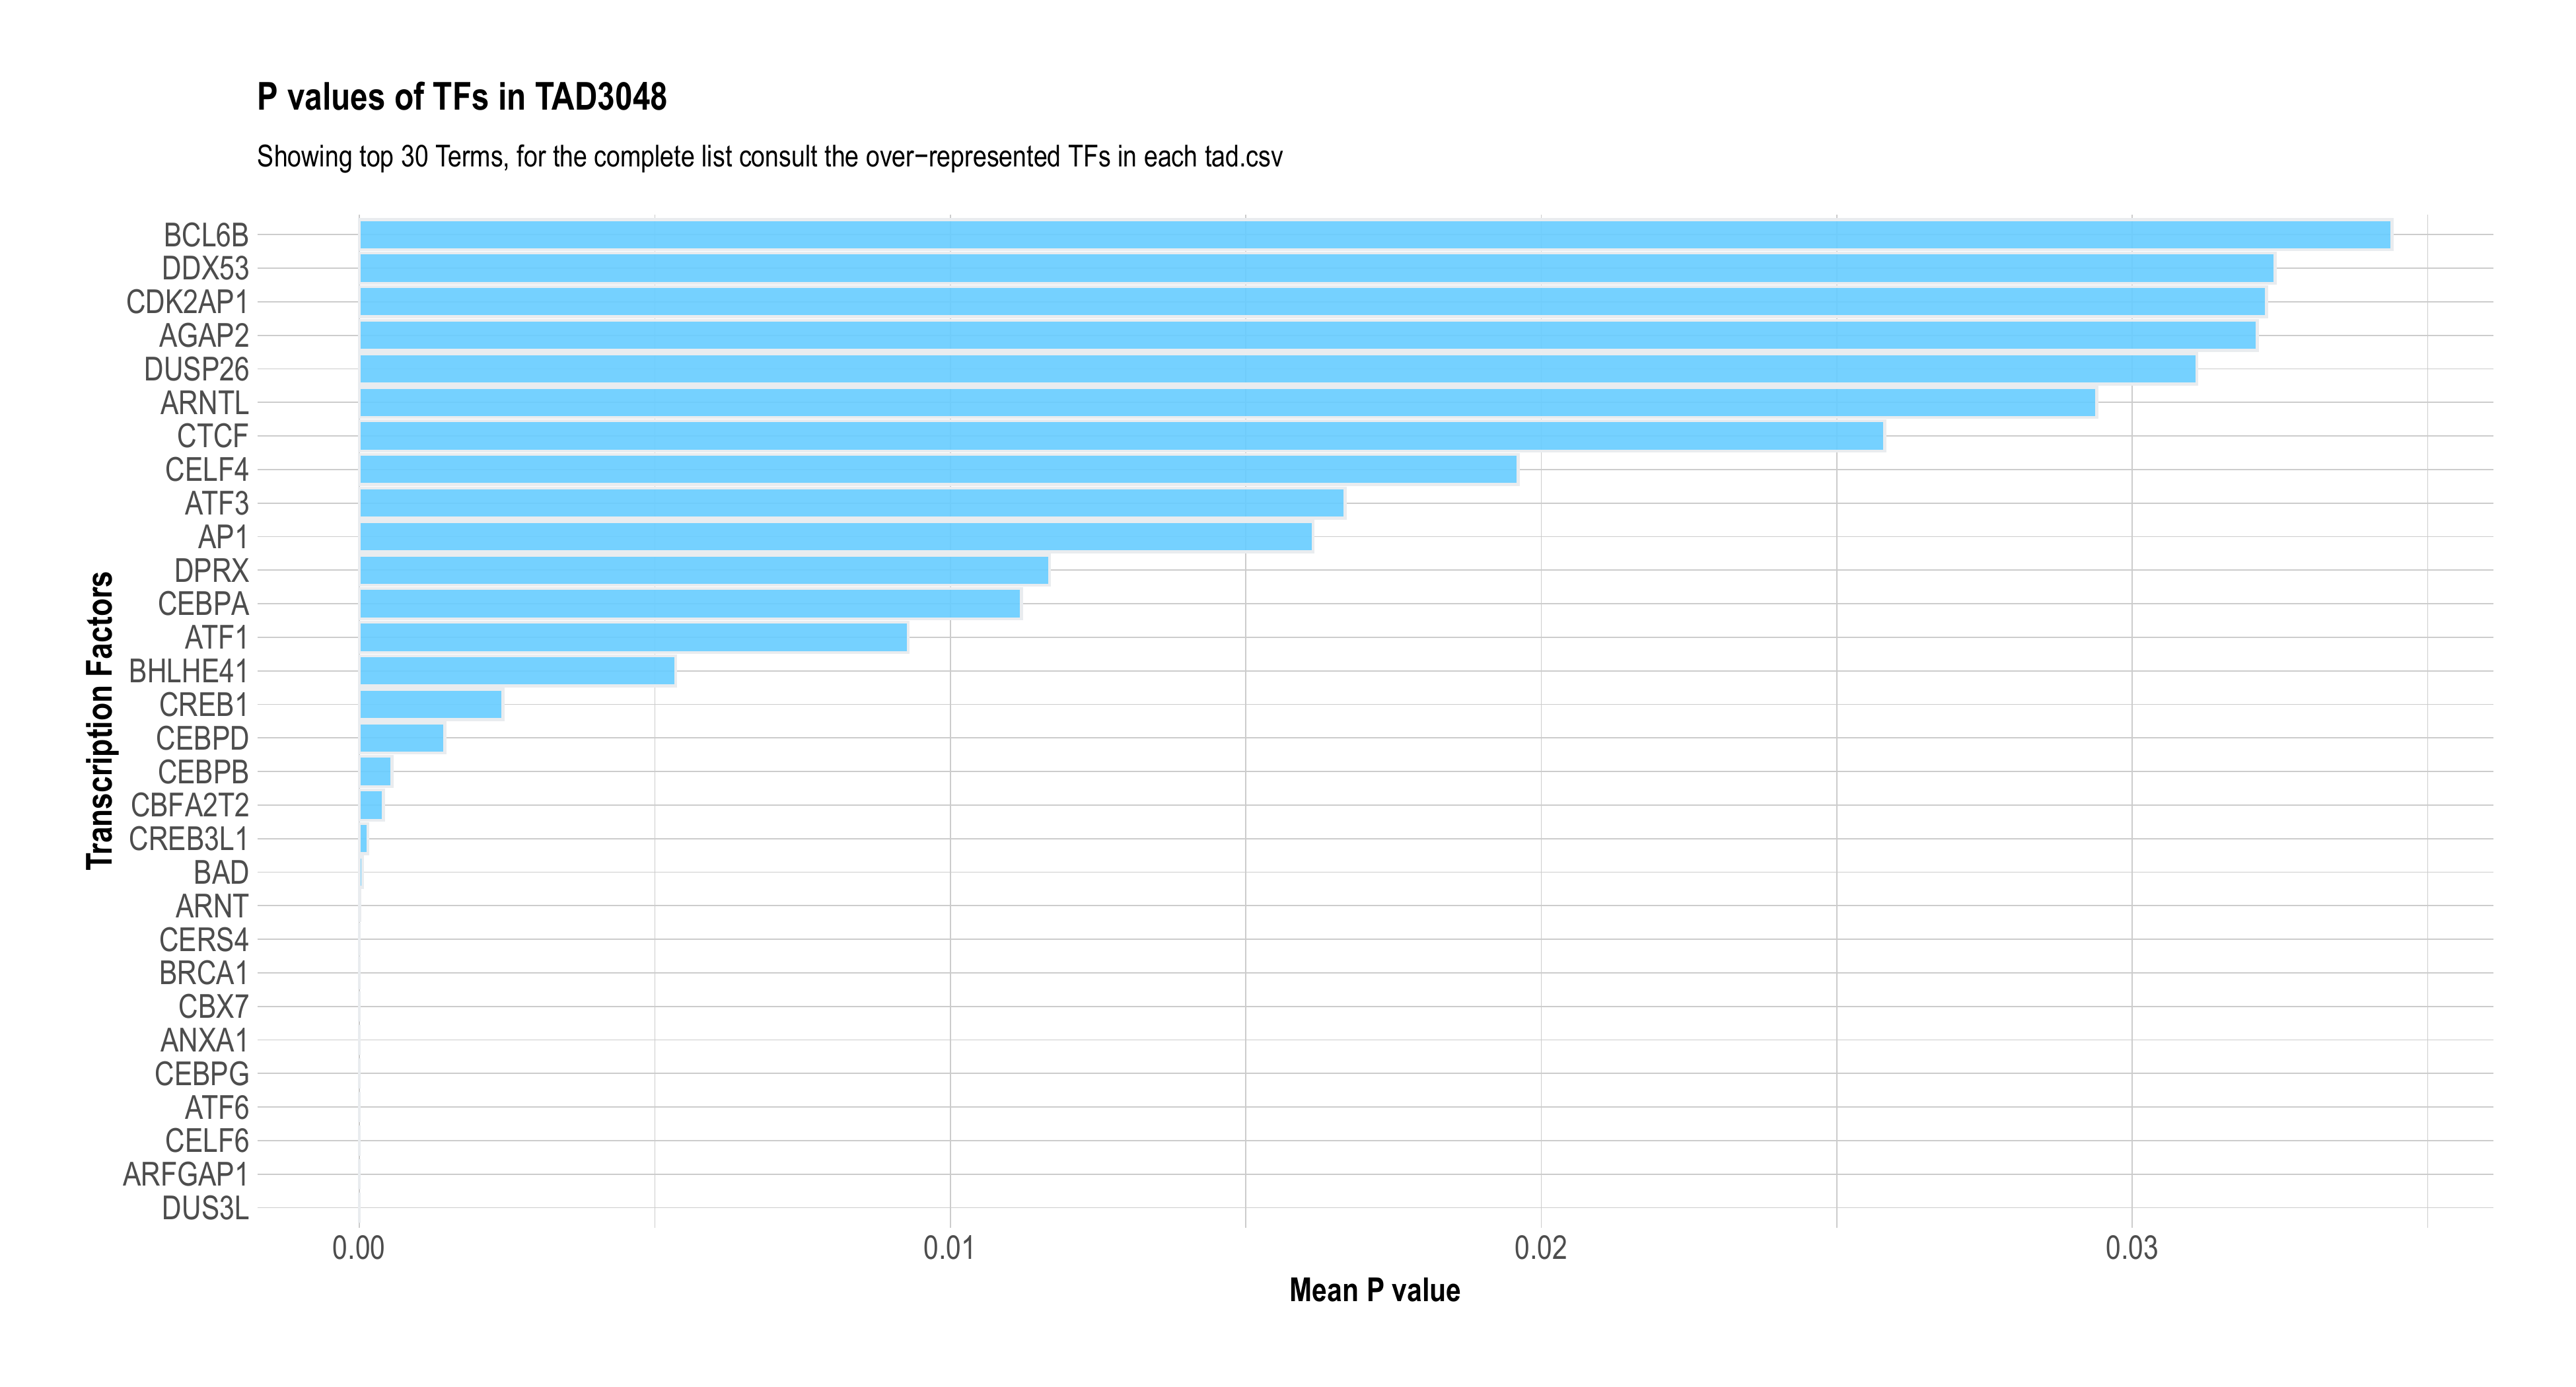 P values of TFs in TAD3048
Showing top 30 Terms, for the complete list consult the over−represented TFs in each tad.csv
Transcription Factors
BCL6B
DDX53
CDK2AP1
AGAP2
DUSP26
ARNTL
CTCF
CELF4
ATF3
AP1
DPRX
CEBPA
ATF1
BHLHE41
CREB1
CEBPD
CEBPB
CBFA2T2
CREB3L1
BAD
ARNT
CERS4
BRCA1
CBX7
ANXA1
CEBPG
ATF6
CELF6
ARFGAP1
DUS3L
0.00 0.01 0.02 0.03
Mean P value